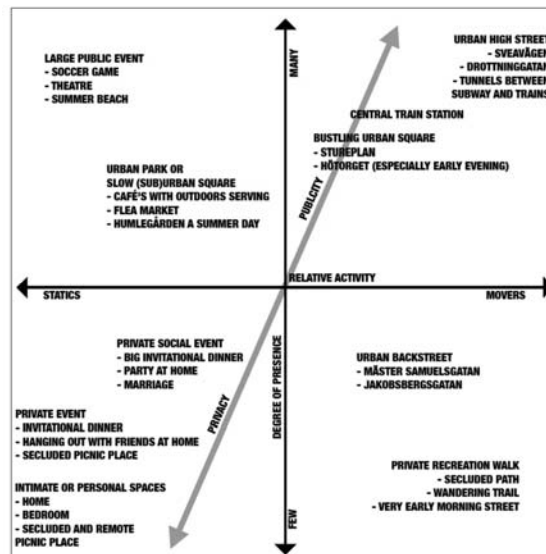 LARGE PUBLIC EVENT
- SOCCER GAME
- THEATRE
- SUMMER BEACH
MANY
URBAN HIGH STREET
- SVEAVÄGEN
- DROTTNINGGATAN
- TUNNELS BETWEEN
SUBWAY AND TRAINS
CENTRAL TRAIN STATION
BUSTLING URBAN SQUARE
- STUREPLAN
- HÖTORGET (ESPECIALLY EARLY EVENING)
PUBLCITY
URBAN PARK OR
SLOW (SUB)URBAN SQUARE
- CAFÉ'S WITH OUTDOORS SERVING
- FLEA MARKET
- HUMLEGÅRDEN A SUMMER DAY
RELATIVE ACTIVITY
STATICS
MOVERS
PRIVATE SOCIAL EVENT
- BIG INVITATIONAL DINNER
- PARTY AT HOME
- MARRIAGE
PRIVACY
DEGREE OF PRESENCE
URBAN BACKSTREET
- MÄSTER SAMUELSGATAN
- JAKOBSBERGSGATAN
PRIVATE EVENT
- INVITATIONAL DINNER
- HANGING OUT WITH FRIENDS AT HOME
- SECLUDED PICNIC PLACE
INTIMATE OR PERSONAL SPACES
- HOME
- BEDROOM
- SECLUDED AND REMOTE
PICNIC PLACE
FEW
PRIVATE RECREATION WALK
- SECLUDED PATH
- WANDERING TRAIL
- VERY EARLY MORNING STREET